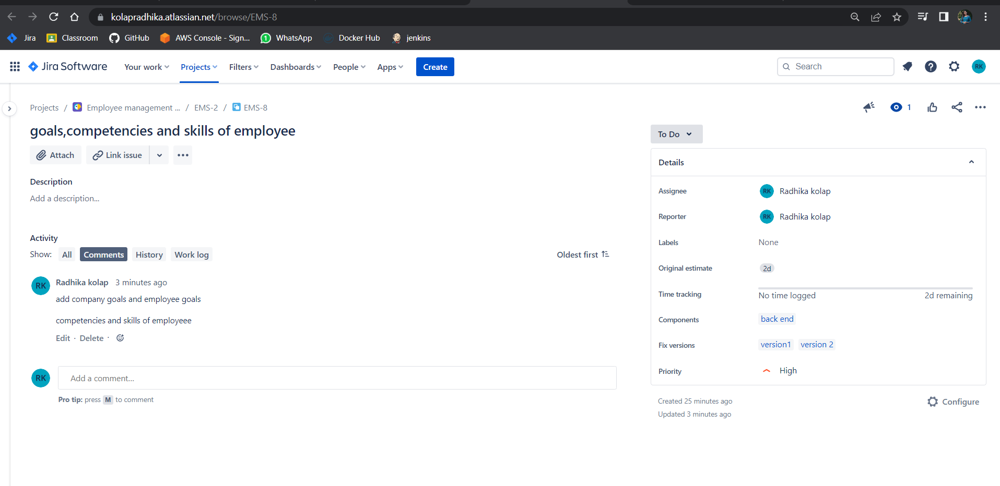 kolapradhika.atlassian.net/browse/EMS-8
Jira Classroom GitHub AWS Console - Sign... 1 WhatsApp Docker Hub jenkins
Jira Software Your work Projects Filters Dashboards People Apps Create Search RK
Projects / Employee management ... / EMS-2 / EMS-8 1
goals,competencies and skills of employee
To Do
Attach Link issue
Details
Description
Add a description...
Assignee RK Radhika kolap
Reporter RK Radhika kolap
Activity
Labels None
Show: All Comments History Work log Oldest first
Original estimate 2d
RK Radhika kolap 3 minutes ago
add company goals and employee goals
Time tracking No time logged 2d remaining
competencies and skills of employeee
Components back end
Edit · Delete ·
Fix versions version1 version 2
Priority High
RK Add a comment...
Pro tip: press M to comment
Created 25 minutes ago Configure
Updated 3 minutes ago